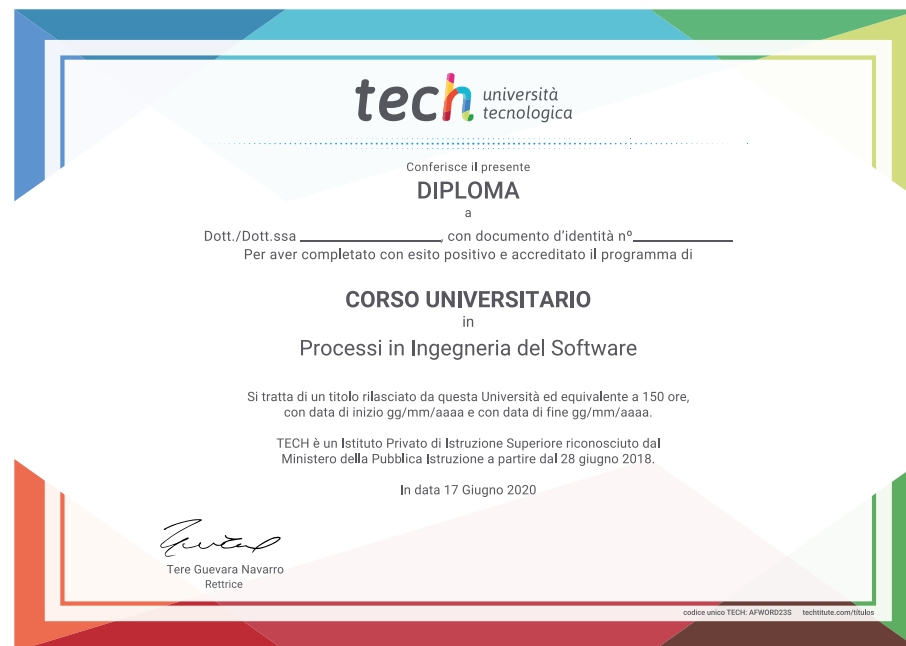 tech università
tecnologica
Conferisce il presente
DIPLOMA
a
Dott./Dott.ssa ____________________, con documento d'identità nº______________
Per aver completato con esito positivo e accreditato il programma di
CORSO UNIVERSITARIO
in
Processi in Ingegneria del Software
Si tratta di un titolo rilasciato da questa Università ed equivalente a 150 ore,
con data di inizio gg/mm/aaaa e con data di fine gg/mm/aaaa.
TECH è un Istituto Privato di Istruzione Superiore riconosciuto dal
Ministero della Pubblica Istruzione a partire dal 28 giugno 2018.
In data 17 Giugno 2020
Tere Guevara Navarro
Rettrice
codice unico TECH: AFWORD23S techtitute.com/titulos